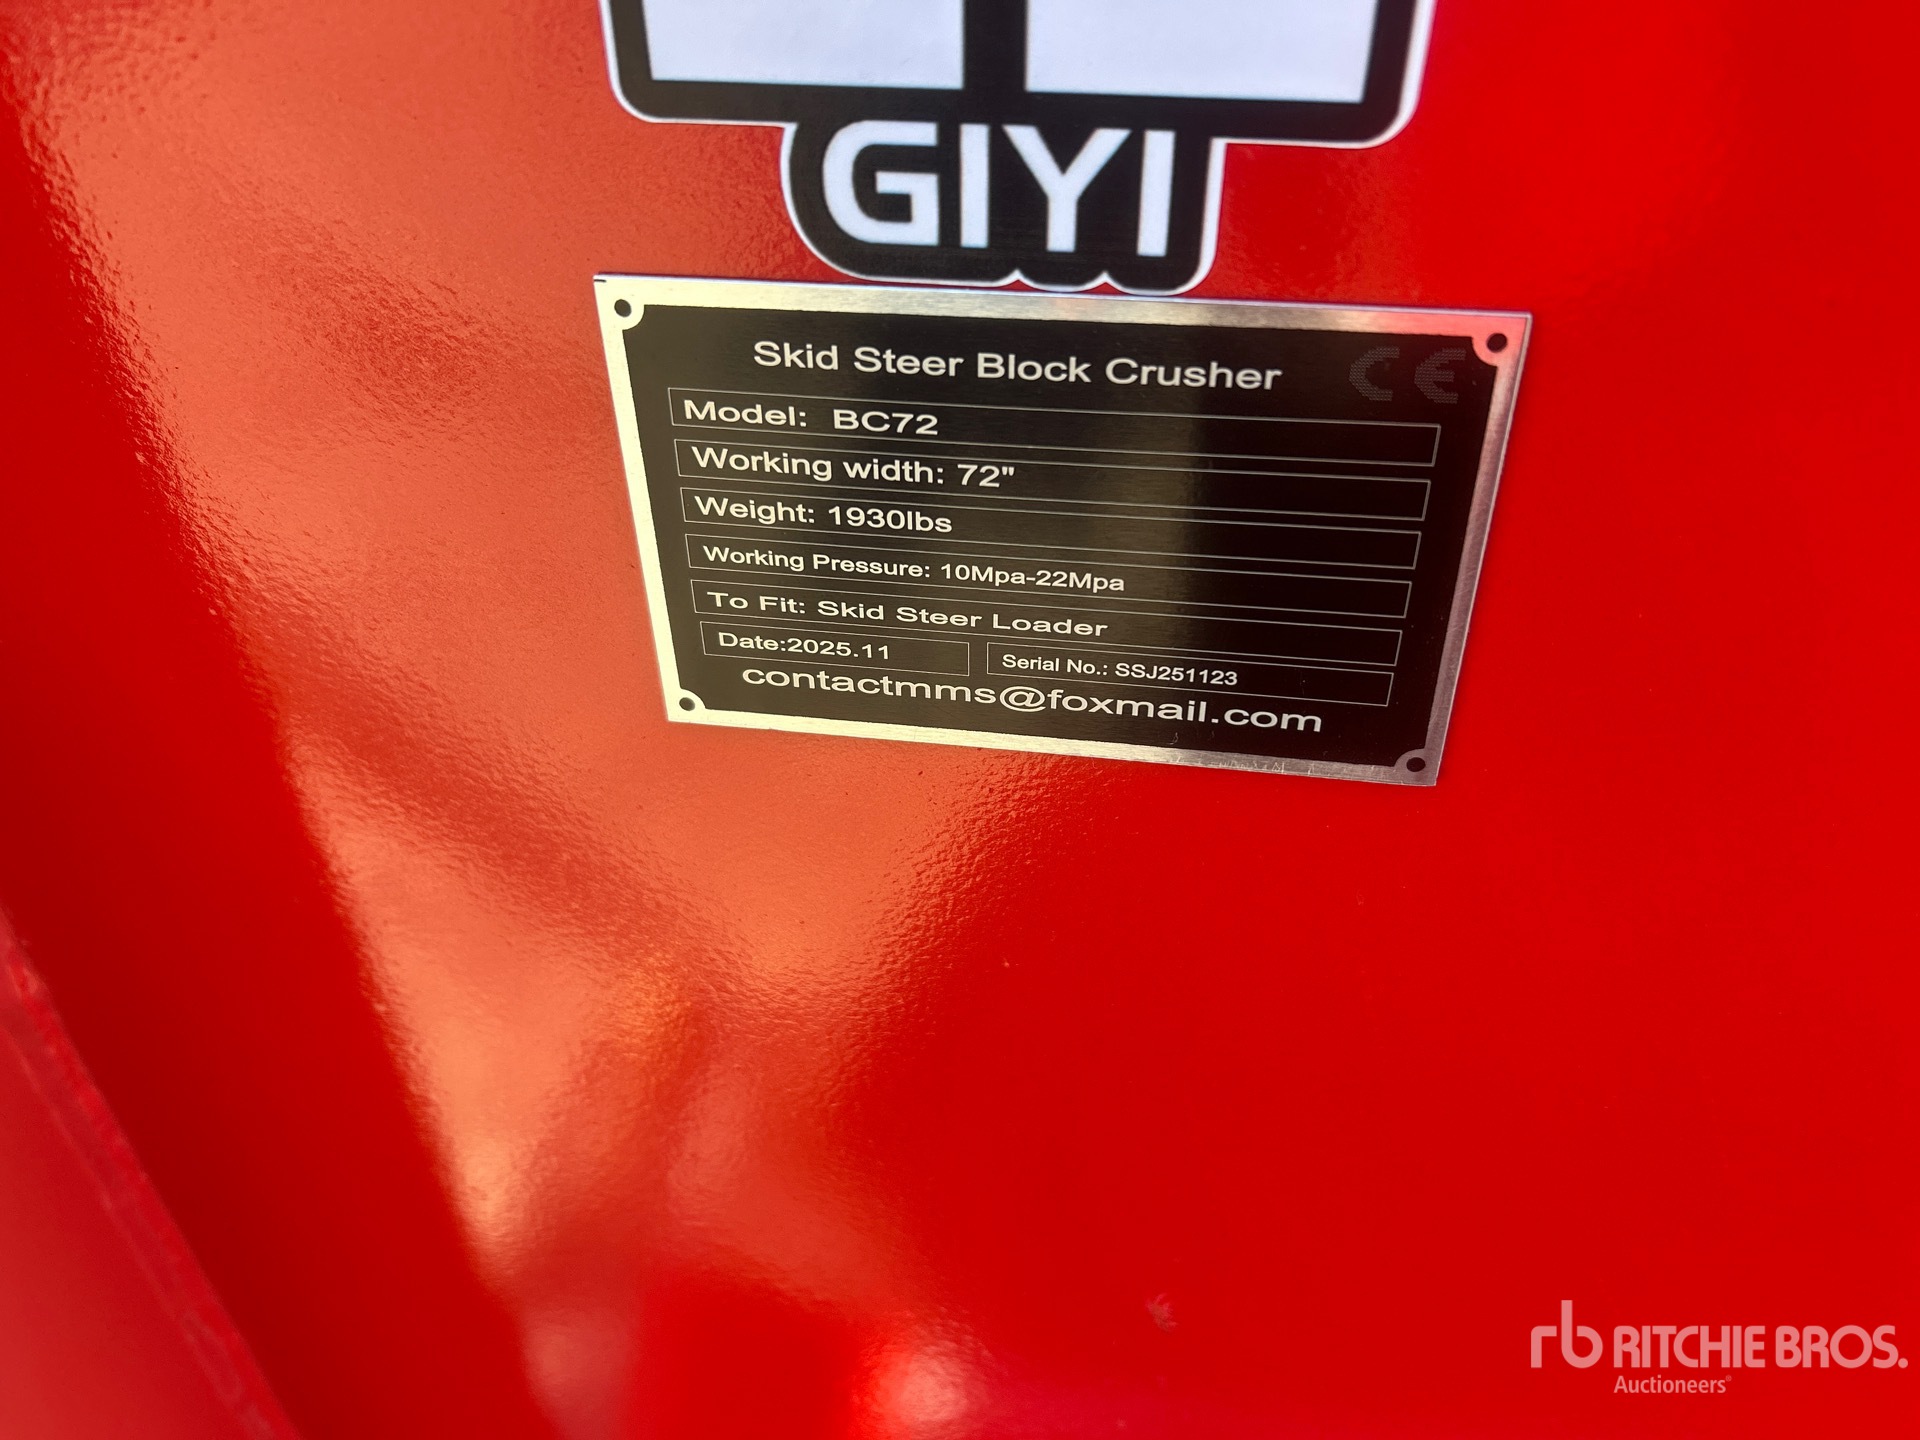 GIYI
Skid Steer Block Crusher CE
Model: BC72
Working width: 72"
Weight: 1930lbs
Working Pressure: 10Mpa-22Mpa
To Fit: Skid Steer Loader
Date:2025.11 Serial No.: SSJ251123
contactmms@foxmail.com
rb RITCHIE BROS.
Auctioneers®